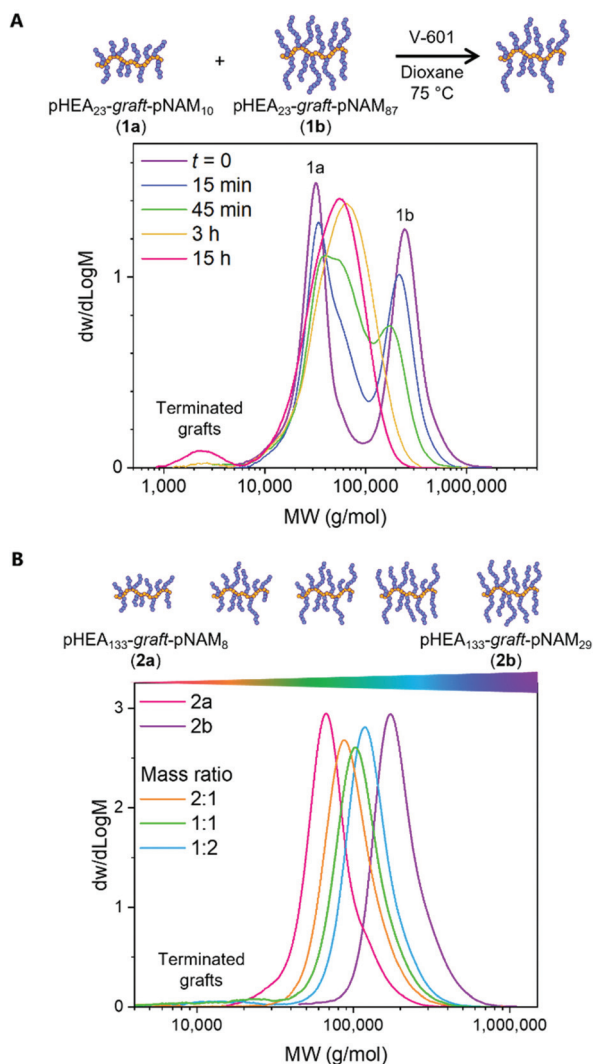 A
pHEA23-graft-pNAM10
(1a)
+
pHEA23-graft-pNAM87
(1b)
V-601
Dioxane
75 °C
t = 0
15 min
45 min
3 h
15 h
1a
1b
1
0
dw/dLogM
Terminated
grafts
1,000
10,000
100,000
1,000,000
MW (g/mol)
B
pHEA133-graft-pNAM8
(2a)
pHEA133-graft-pNAM29
(2b)
2a
2b
Mass ratio
2:1
1:1
1:2
3
2
1
0
dw/dLogM
Terminated
grafts
10,000
100,000
1,000,000
MW (g/mol)